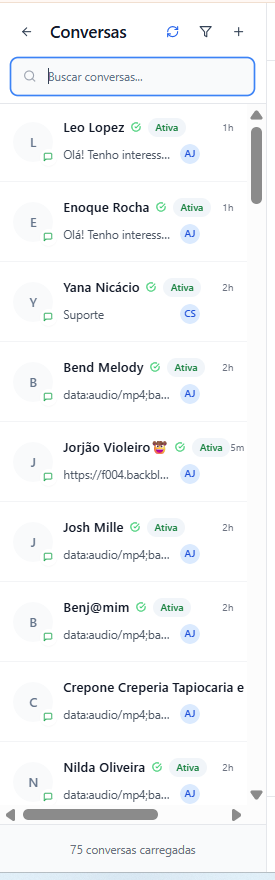 Conversas
Buscar conversas...
L
Leo Lopez Ativa 1h
Olá! Tenho interess... AJ
E
Enoque Rocha Ativa 1h
Olá! Tenho interess... AJ
Y
Yana Nicácio Ativa 2h
Suporte CS
B
Bend Melody Ativa 2h
data:audio/mp4;ba... AJ
J
Jorjão Violeiro🤠 Ativa 5m
https://f004.backbl... AJ
J
Josh Mille Ativa 2h
data:audio/mp4;ba... AJ
B
Benj@mim Ativa 2h
data:audio/mp4;ba... AJ
C
Crepone Creperia Tapiocaria e
data:audio/mp4;ba... AJ
N
Nilda Oliveira Ativa 2h
data:audio/mp4;ba... AJ
75 conversas carregadas